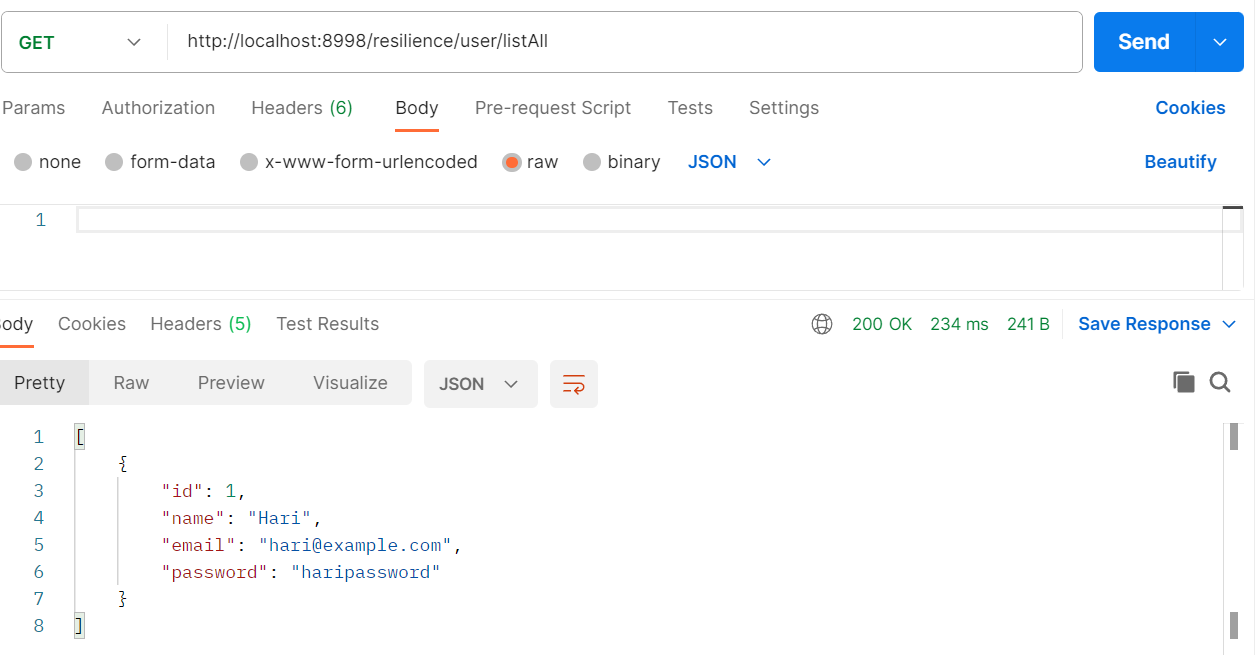 GET http://localhost:8998/resilience/user/listAll Send
Params Authorization Headers (6) Body Pre-request Script Tests Settings Cookies
none form-data x-www-form-urlencoded raw binary JSON Beautify
1
ody Cookies Headers (5) Test Results 200 OK 234 ms 241 B Save Response
Pretty Raw Preview Visualize JSON
1 [
2 {
3 "id": 1,
4 "name": "Hari",
5 "email": "hari@example.com",
6 "password": "haripassword"
7 }
8 ]